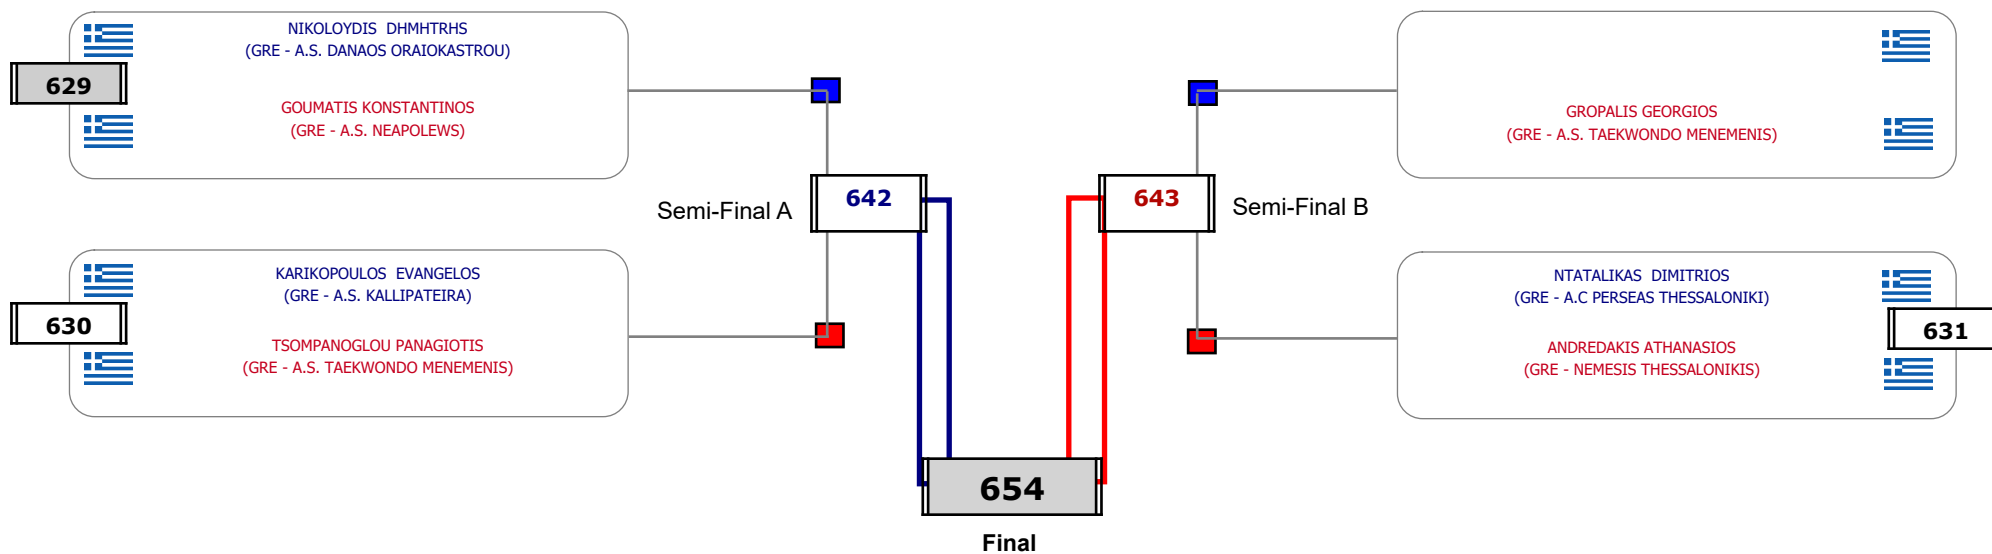 NIKOLOYDIS DHMHTRHS
(GRE - A.S. DANAOS ORAIOKASTROU)
629
GOUMATIS KONSTANTINOS
(GRE - A.S. NEAPOLEWS)
GROPALIS GEORGIOS
(GRE - A.S. TAEKWONDO MENEMENIS)
Semi-Final A
642
643
Semi-Final B
KARIKOPOULOS EVANGELOS
(GRE - A.S. KALLIPATEIRA)
630
TSOMPANOGLOU PANAGIOTIS
(GRE - A.S. TAEKWONDO MENEMENIS)
NTATALIKAS DIMITRIOS
(GRE - A.C PERSEAS THESSALONIKI)
631
ANDREDAKIS ATHANASIOS
(GRE - NEMESIS THESSALONIKIS)
654
Final